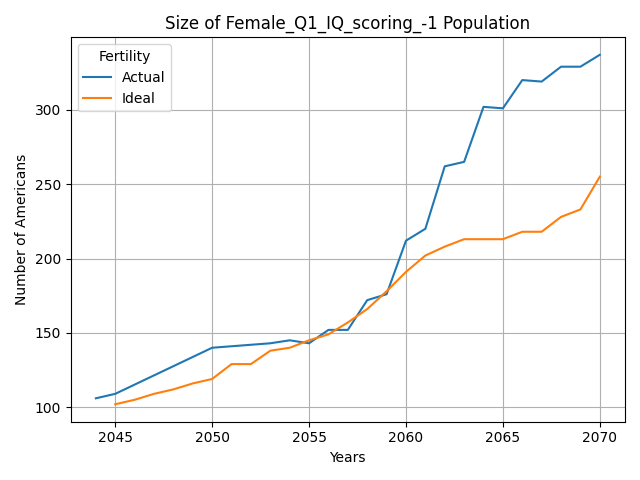 Size of Female_Q1_IQ_scoring_-1 Population
Fertility
Actual
Ideal
Number of Americans
300
250
200
150
100
2045
2050
2055
2060
2065
2070
Years